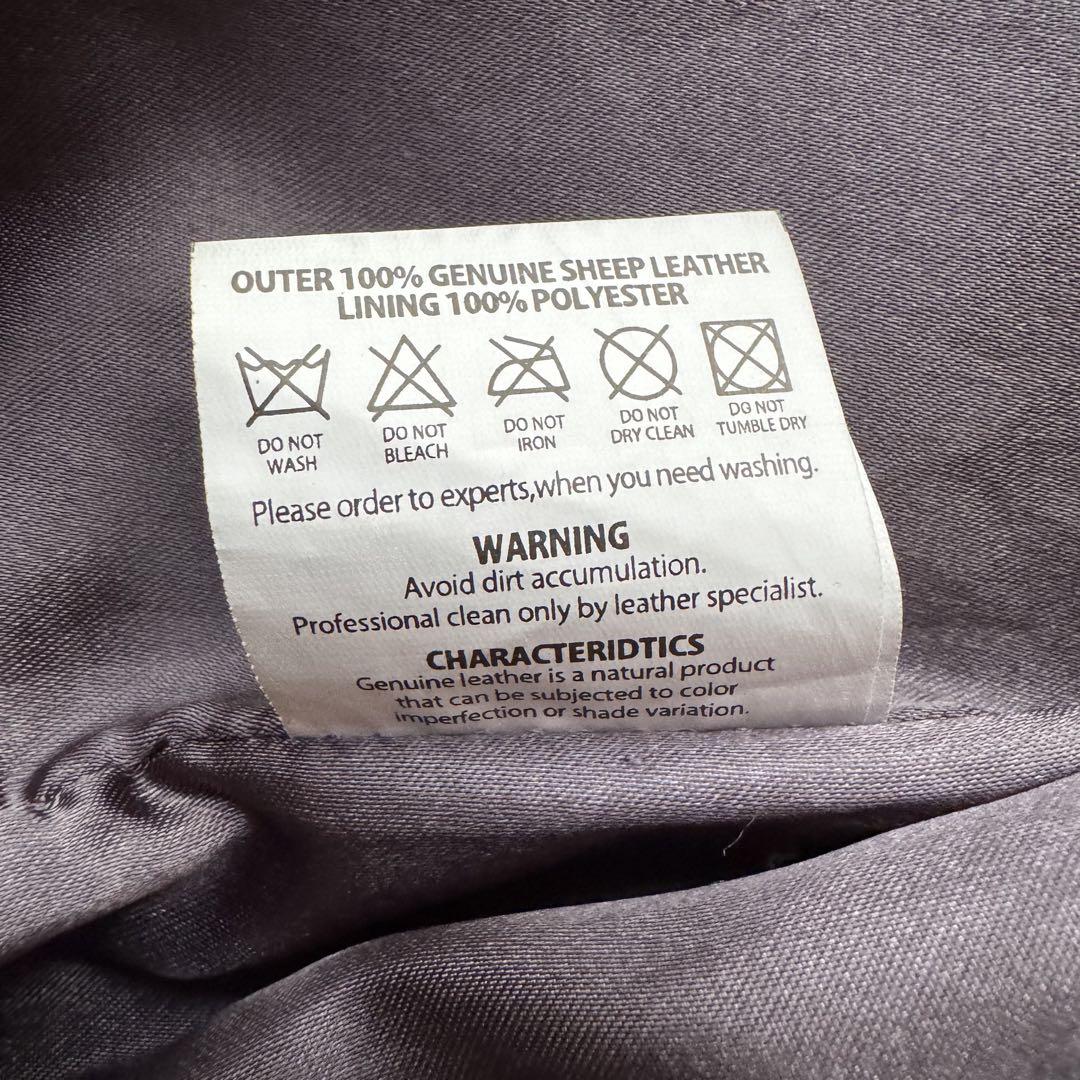 OUTER 100% GENUINE SHEEP LEATHER
LINING 100% POLYESTER
DO NOT WASH
DO NOT BLEACH
DO NOT IRON
DO NOT DRY CLEAN
DO NOT TUMBLE DRY
Please order to experts,when you need washing.
WARNING
Avoid dirt accumulation.
Professional clean only by leather specialist.
CHARACTERIDTICS
Genuine leather is a natural product
that can be subjected to color
imperfection or shade variation.